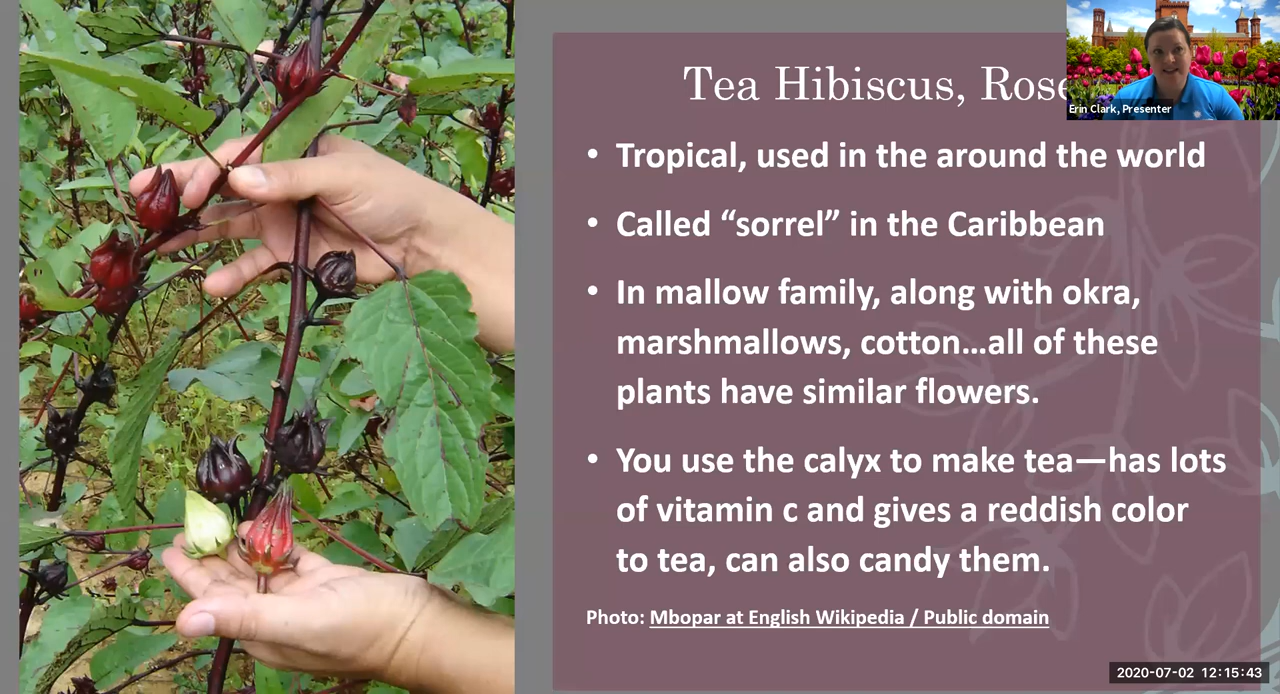 Tea Hibiscus, Rose
Erin Clark, Presenter
• Tropical, used in the around the world
• Called “sorrel” in the Caribbean
• In mallow family, along with okra,
marshmallows, cotton…all of these
plants have similar flowers.
• You use the calyx to make tea—has lots
of vitamin c and gives a reddish color
to tea, can also candy them.
Photo: Mbopar at English Wikipedia / Public domain
2020-07-02 12:15:43